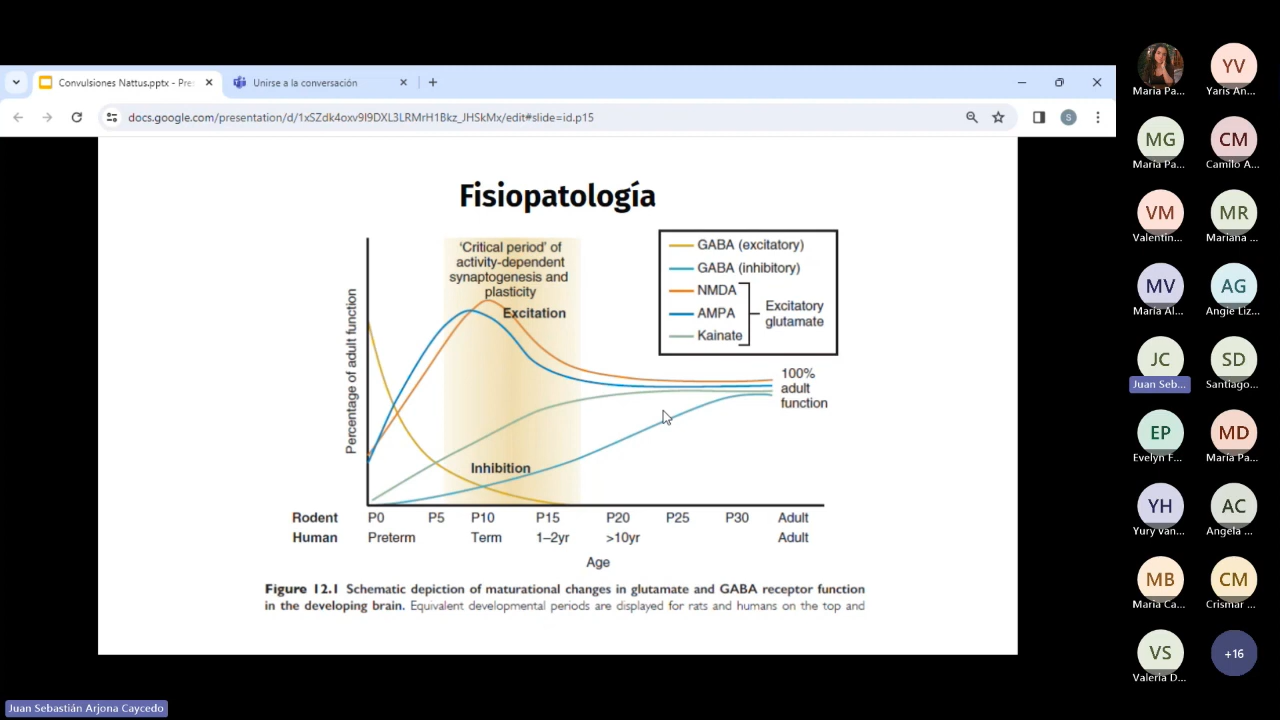 Convulsiones Nattus.pptx - Pre
Unirse a la conversación
docs.google.com/presentation/d/1xSZdk4oxv9I9DXL3LRMrH1Bkz_JHSkMx/edit#slide=id.p15
S
Fisiopatología
'Critical period' of
activity-dependent
synaptogenesis and
plasticity
Excitation
Inhibition
GABA (excitatory)
GABA (inhibitory)
NMDA
AMPA
Kainate
Excitatory
glutamate
100%
adult
function
Percentage of adult function
Rodent P0 P5 P10 P15 P20 P25 P30 Adult
Human Preterm Term 1–2yr >10yr Adult
Age
Figure 12.1 Schematic depiction of maturational changes in glutamate and GABA receptor function
in the developing brain. Equivalent developmental periods are displayed for rats and humans on the top and
Maria Pa...
YV
Yaris An...
MG
Maria Pa...
CM
Camilo A...
VM
Valentin...
MR
Mariana ...
MV
María Al...
AG
Angie Liz...
JC
Juan Seb...
SD
Santiago...
EP
Evelyn F...
MD
María Pa...
YH
Yury van...
AC
Angela ...
MB
Maria Ca...
CM
Crismar ...
VS
Valeria D...
+16
Juan Sebastián Arjona Caycedo